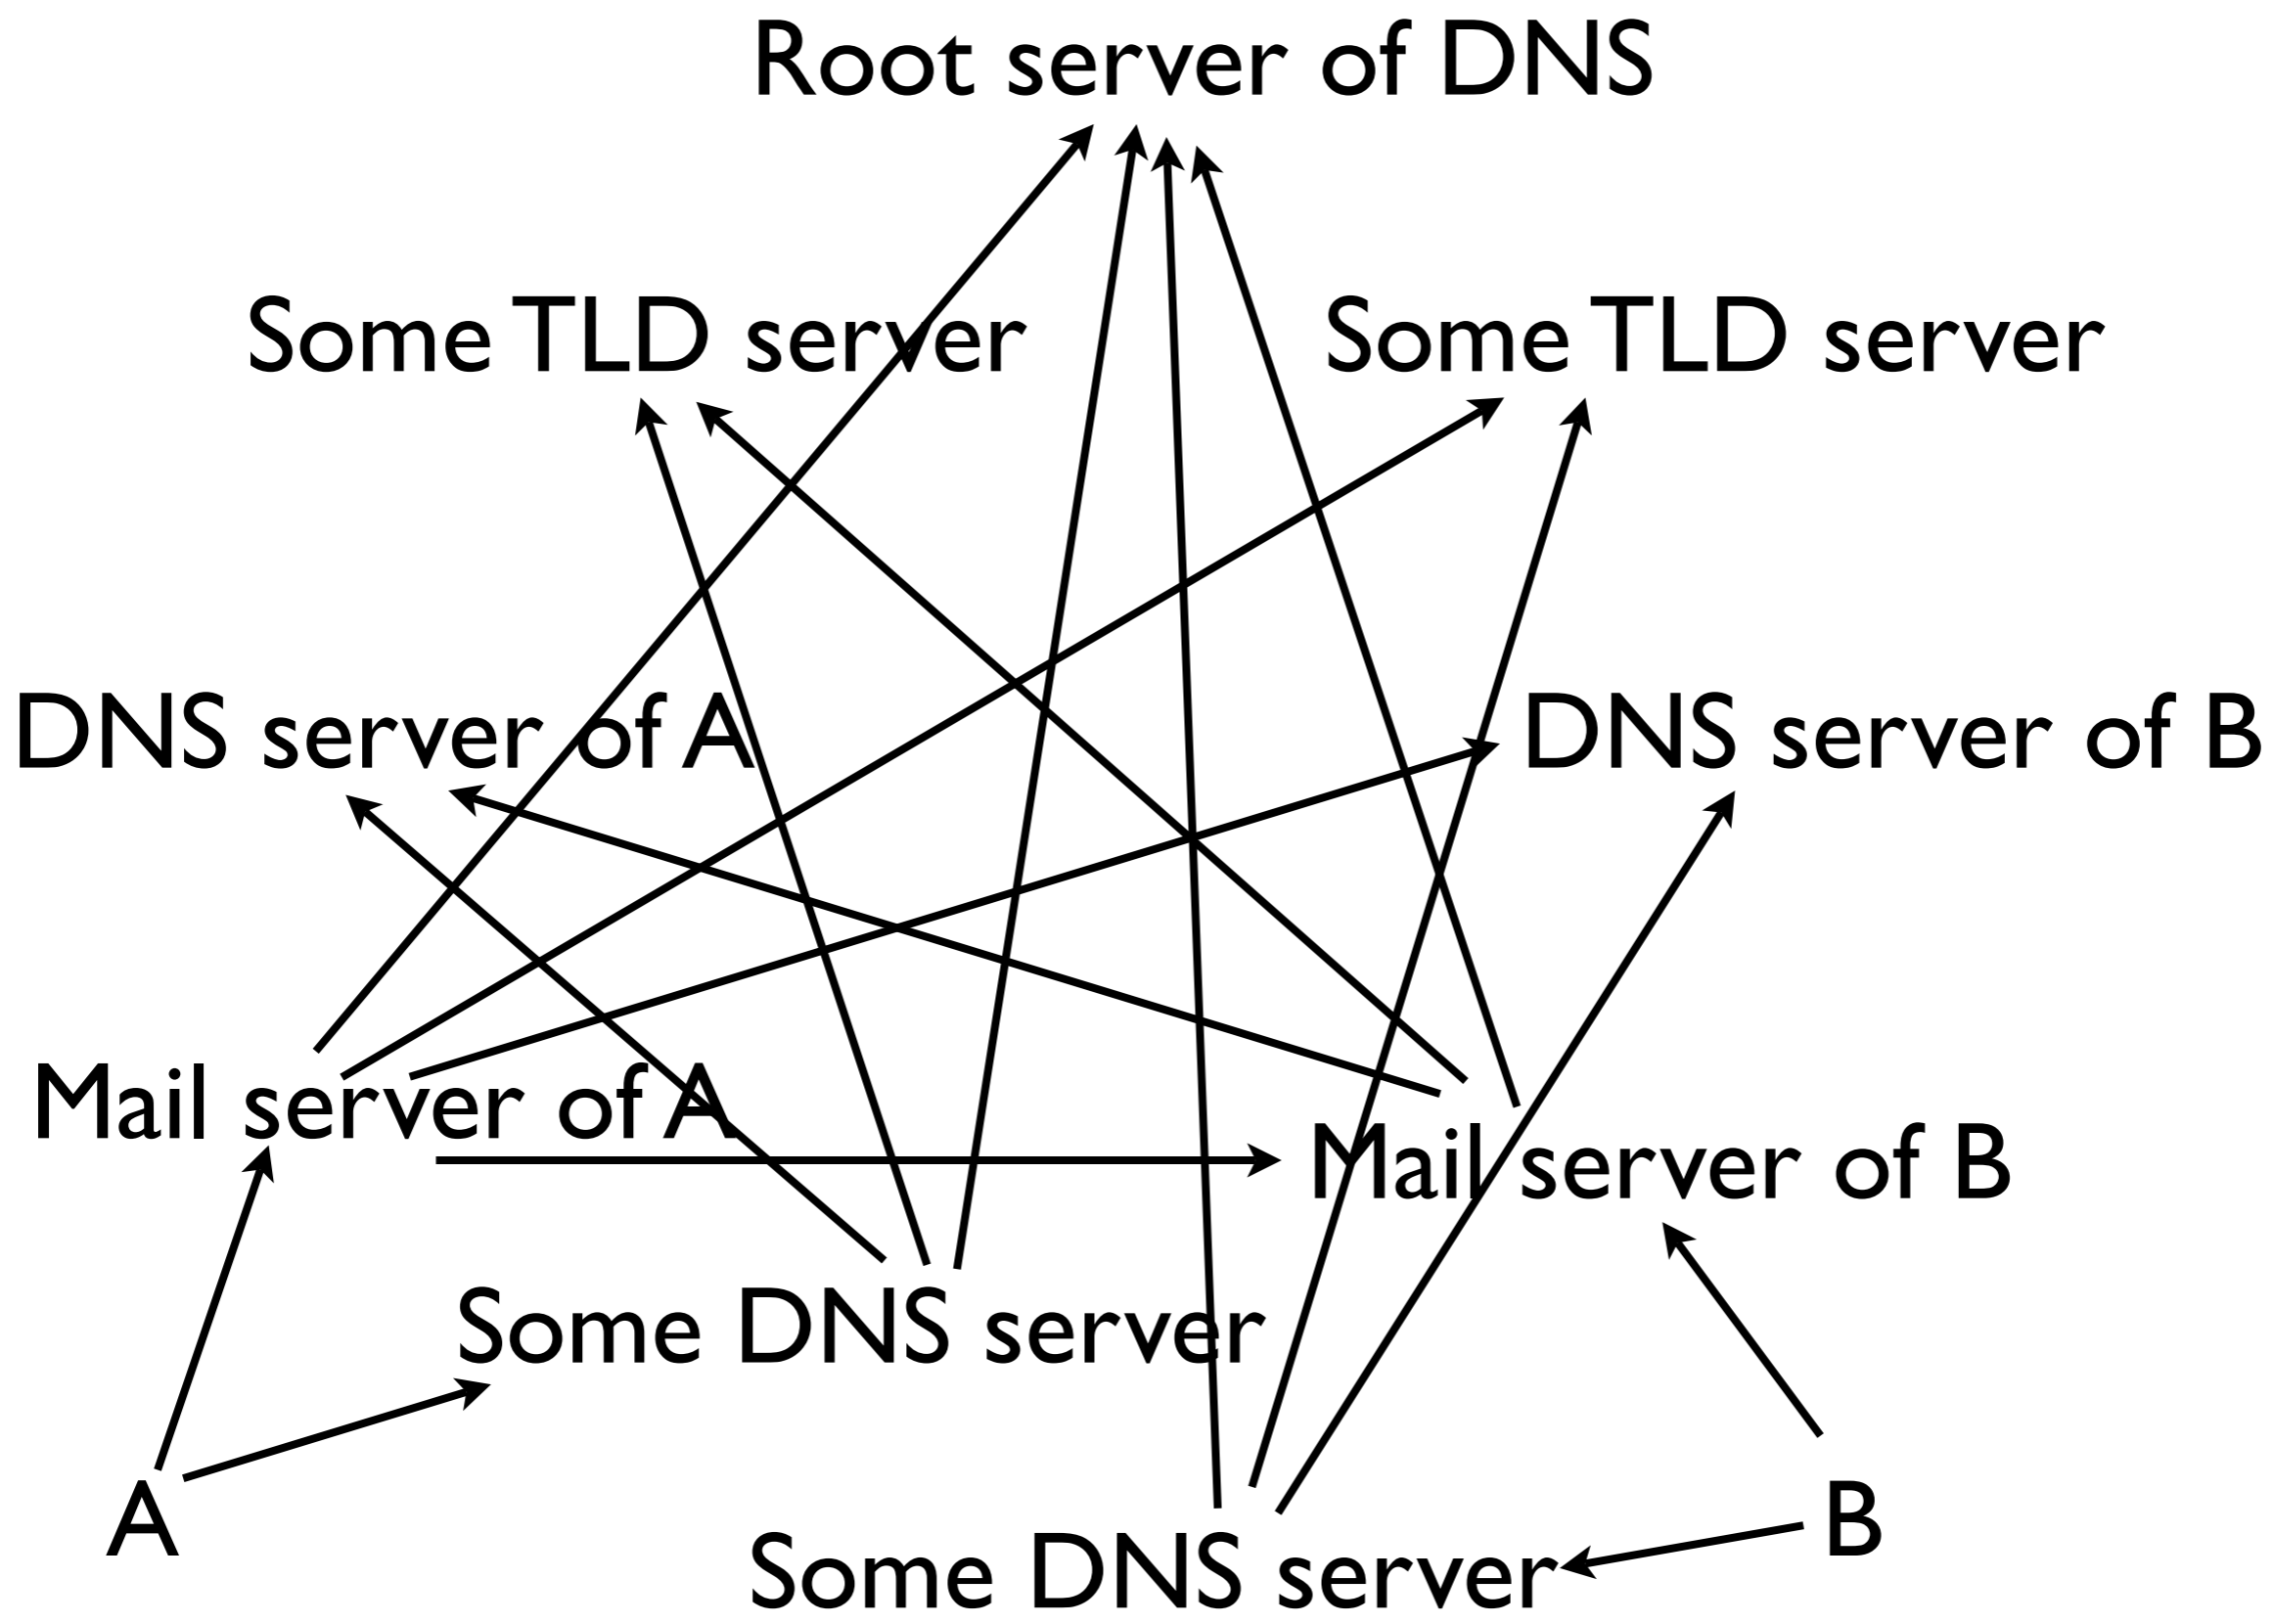 Root server of DNS
Some TLD server
Some TLD server
DNS server of A
DNS server of B
Mail server of A
Mail server of B
Some DNS server
A
B
Some DNS server